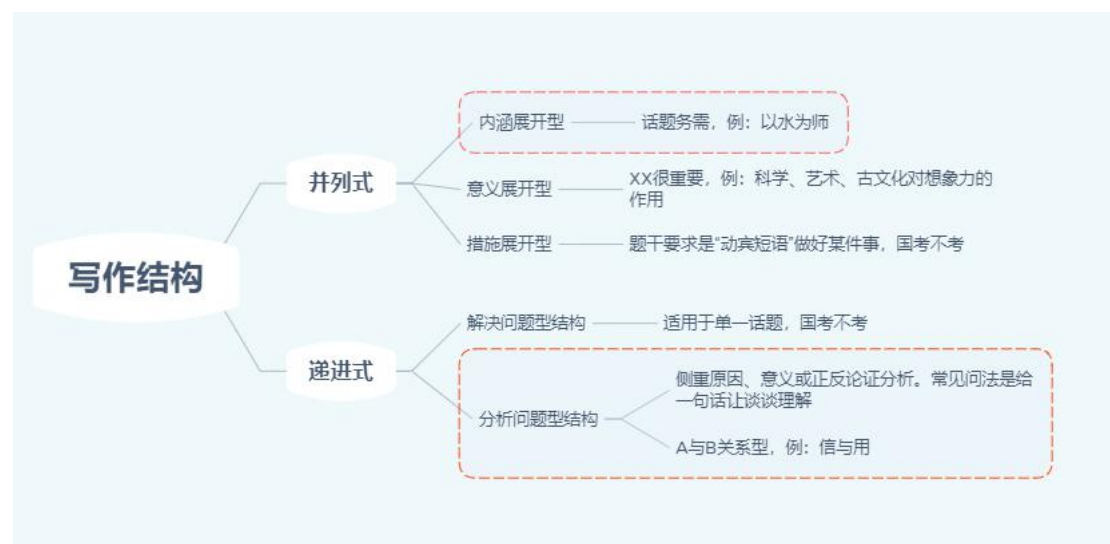 写作结构
并列式
内涵展开型
话题务需，例：以水为师
意义展开型
XX很重要，例：科学、艺术、古文化对想象力的
作用
措施展开型
题干要求是“动宾短语”做好某件事，国考不考
递进式
解决问题型结构
适用于单一话题，国考不考
分析问题型结构
侧重原因、意义或正反论证分析。常见问法是给
一句话让谈谈理解
A与B关系型，例：信与用